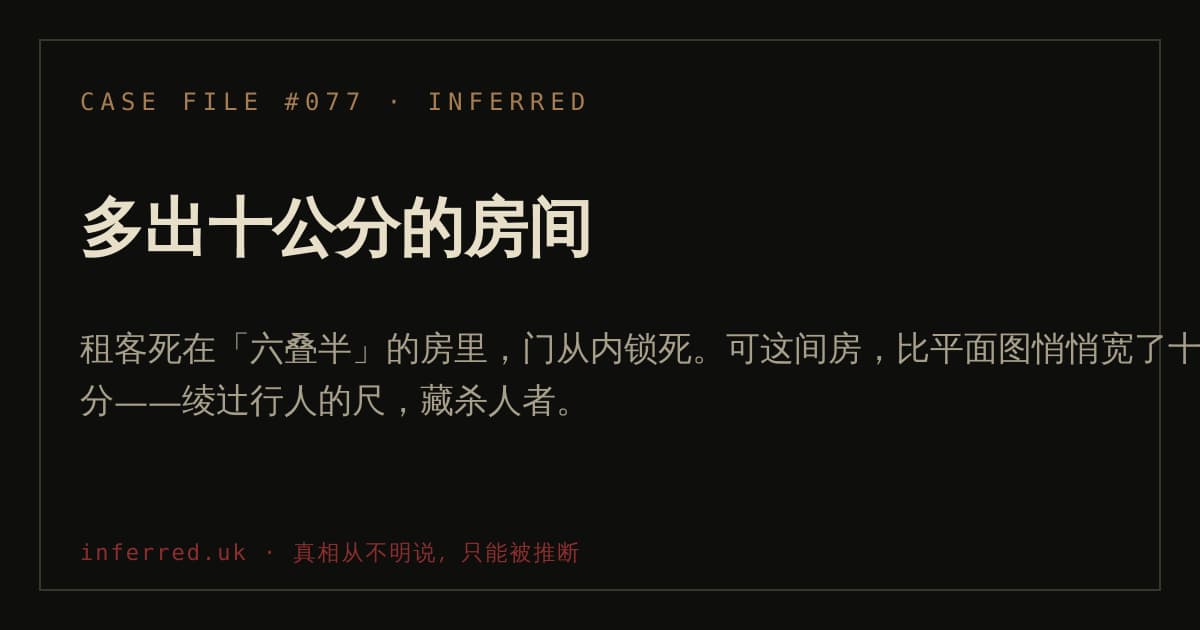 CASE FILE #077 · INFERRED
多出十公分的房间
租客死在「六叠半」的房里，门从内锁死。可这间房，比平面图悄悄宽了十
分——绫辻行人的尺，藏杀人者。
inferred.uk · 真相从不明说，只能被推断